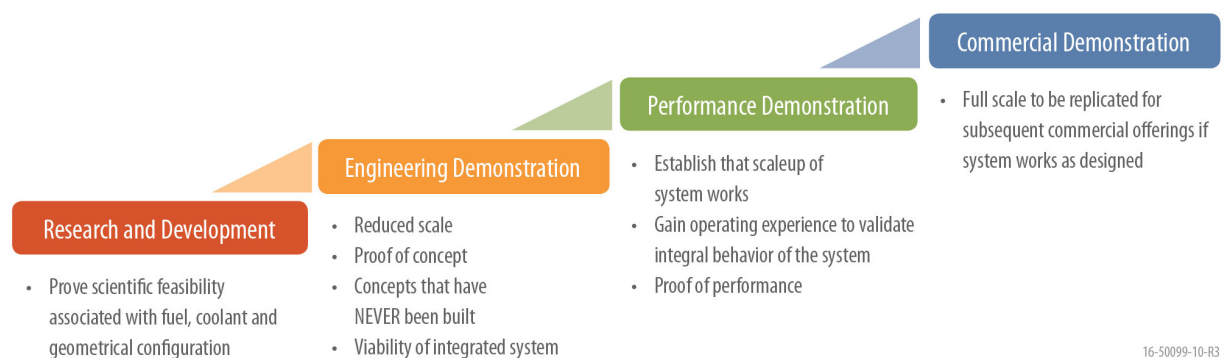 Research and Development
• Prove scientific feasibility
associated with fuel, coolant and
geometrical configuration
Engineering Demonstration
• Reduced scale
• Proof of concept
• Concepts that have
NEVER been built
• Viability of integrated system
Performance Demonstration
• Establish that scaleup of
system works
• Gain operating experience to validate
integral behavior of the system
• Proof of performance
Commercial Demonstration
• Full scale to be replicated for
subsequent commercial offerings if
system works as designed
16-50099-10-R3